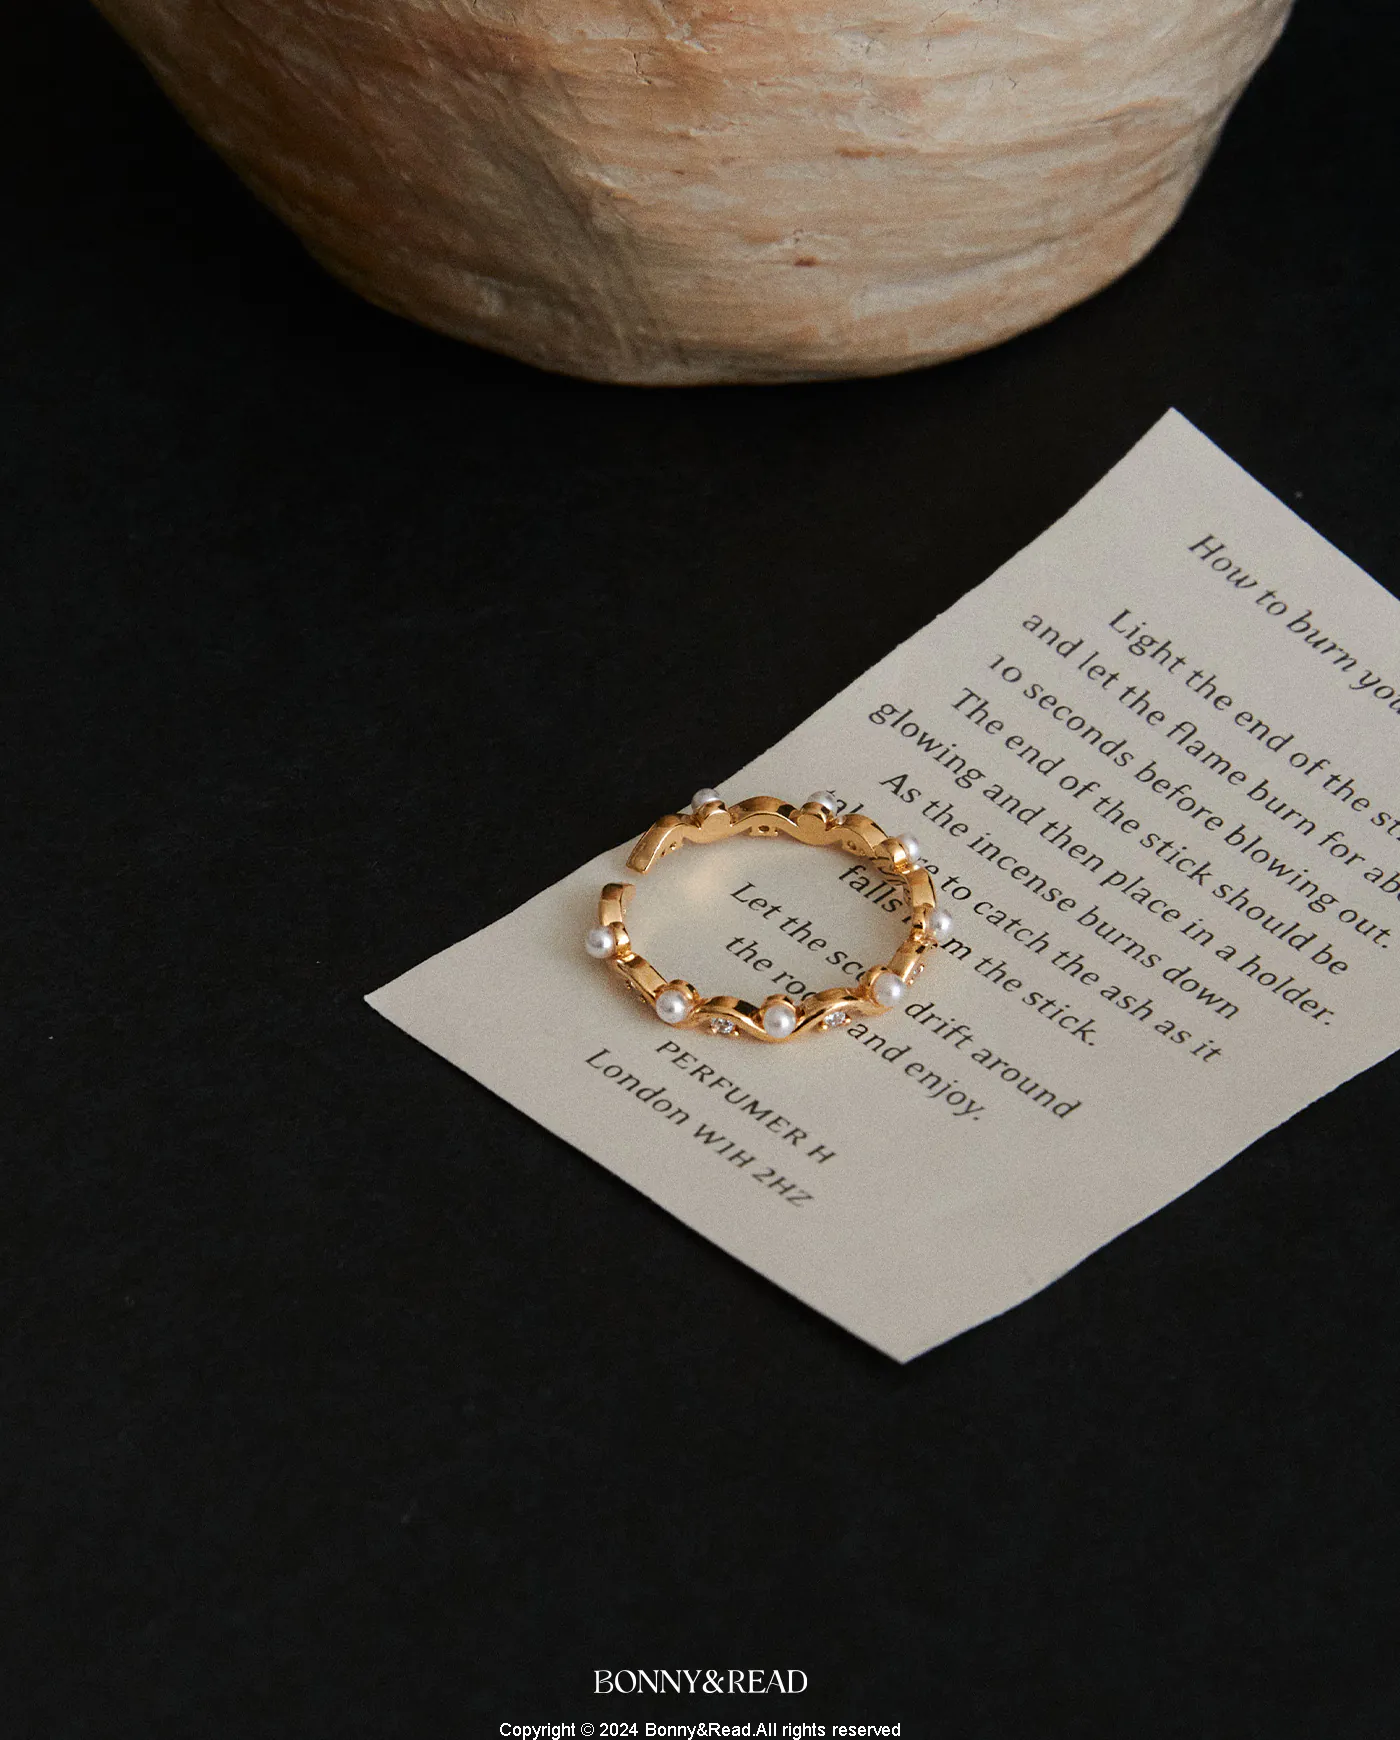 How to burn
Light the end of the
and let the flame burn for
10 seconds before blowing out.
The end of the stick should be
glowing and then place in a holder.
As the incense burns down
to catch the ash as it
falls from the stick.
Let the drift around
the and enjoy.
PERFUMER H
London W1H 2HZ
BONNY&READ
Copyright © 2024 Bonny&Read.All rights reserved